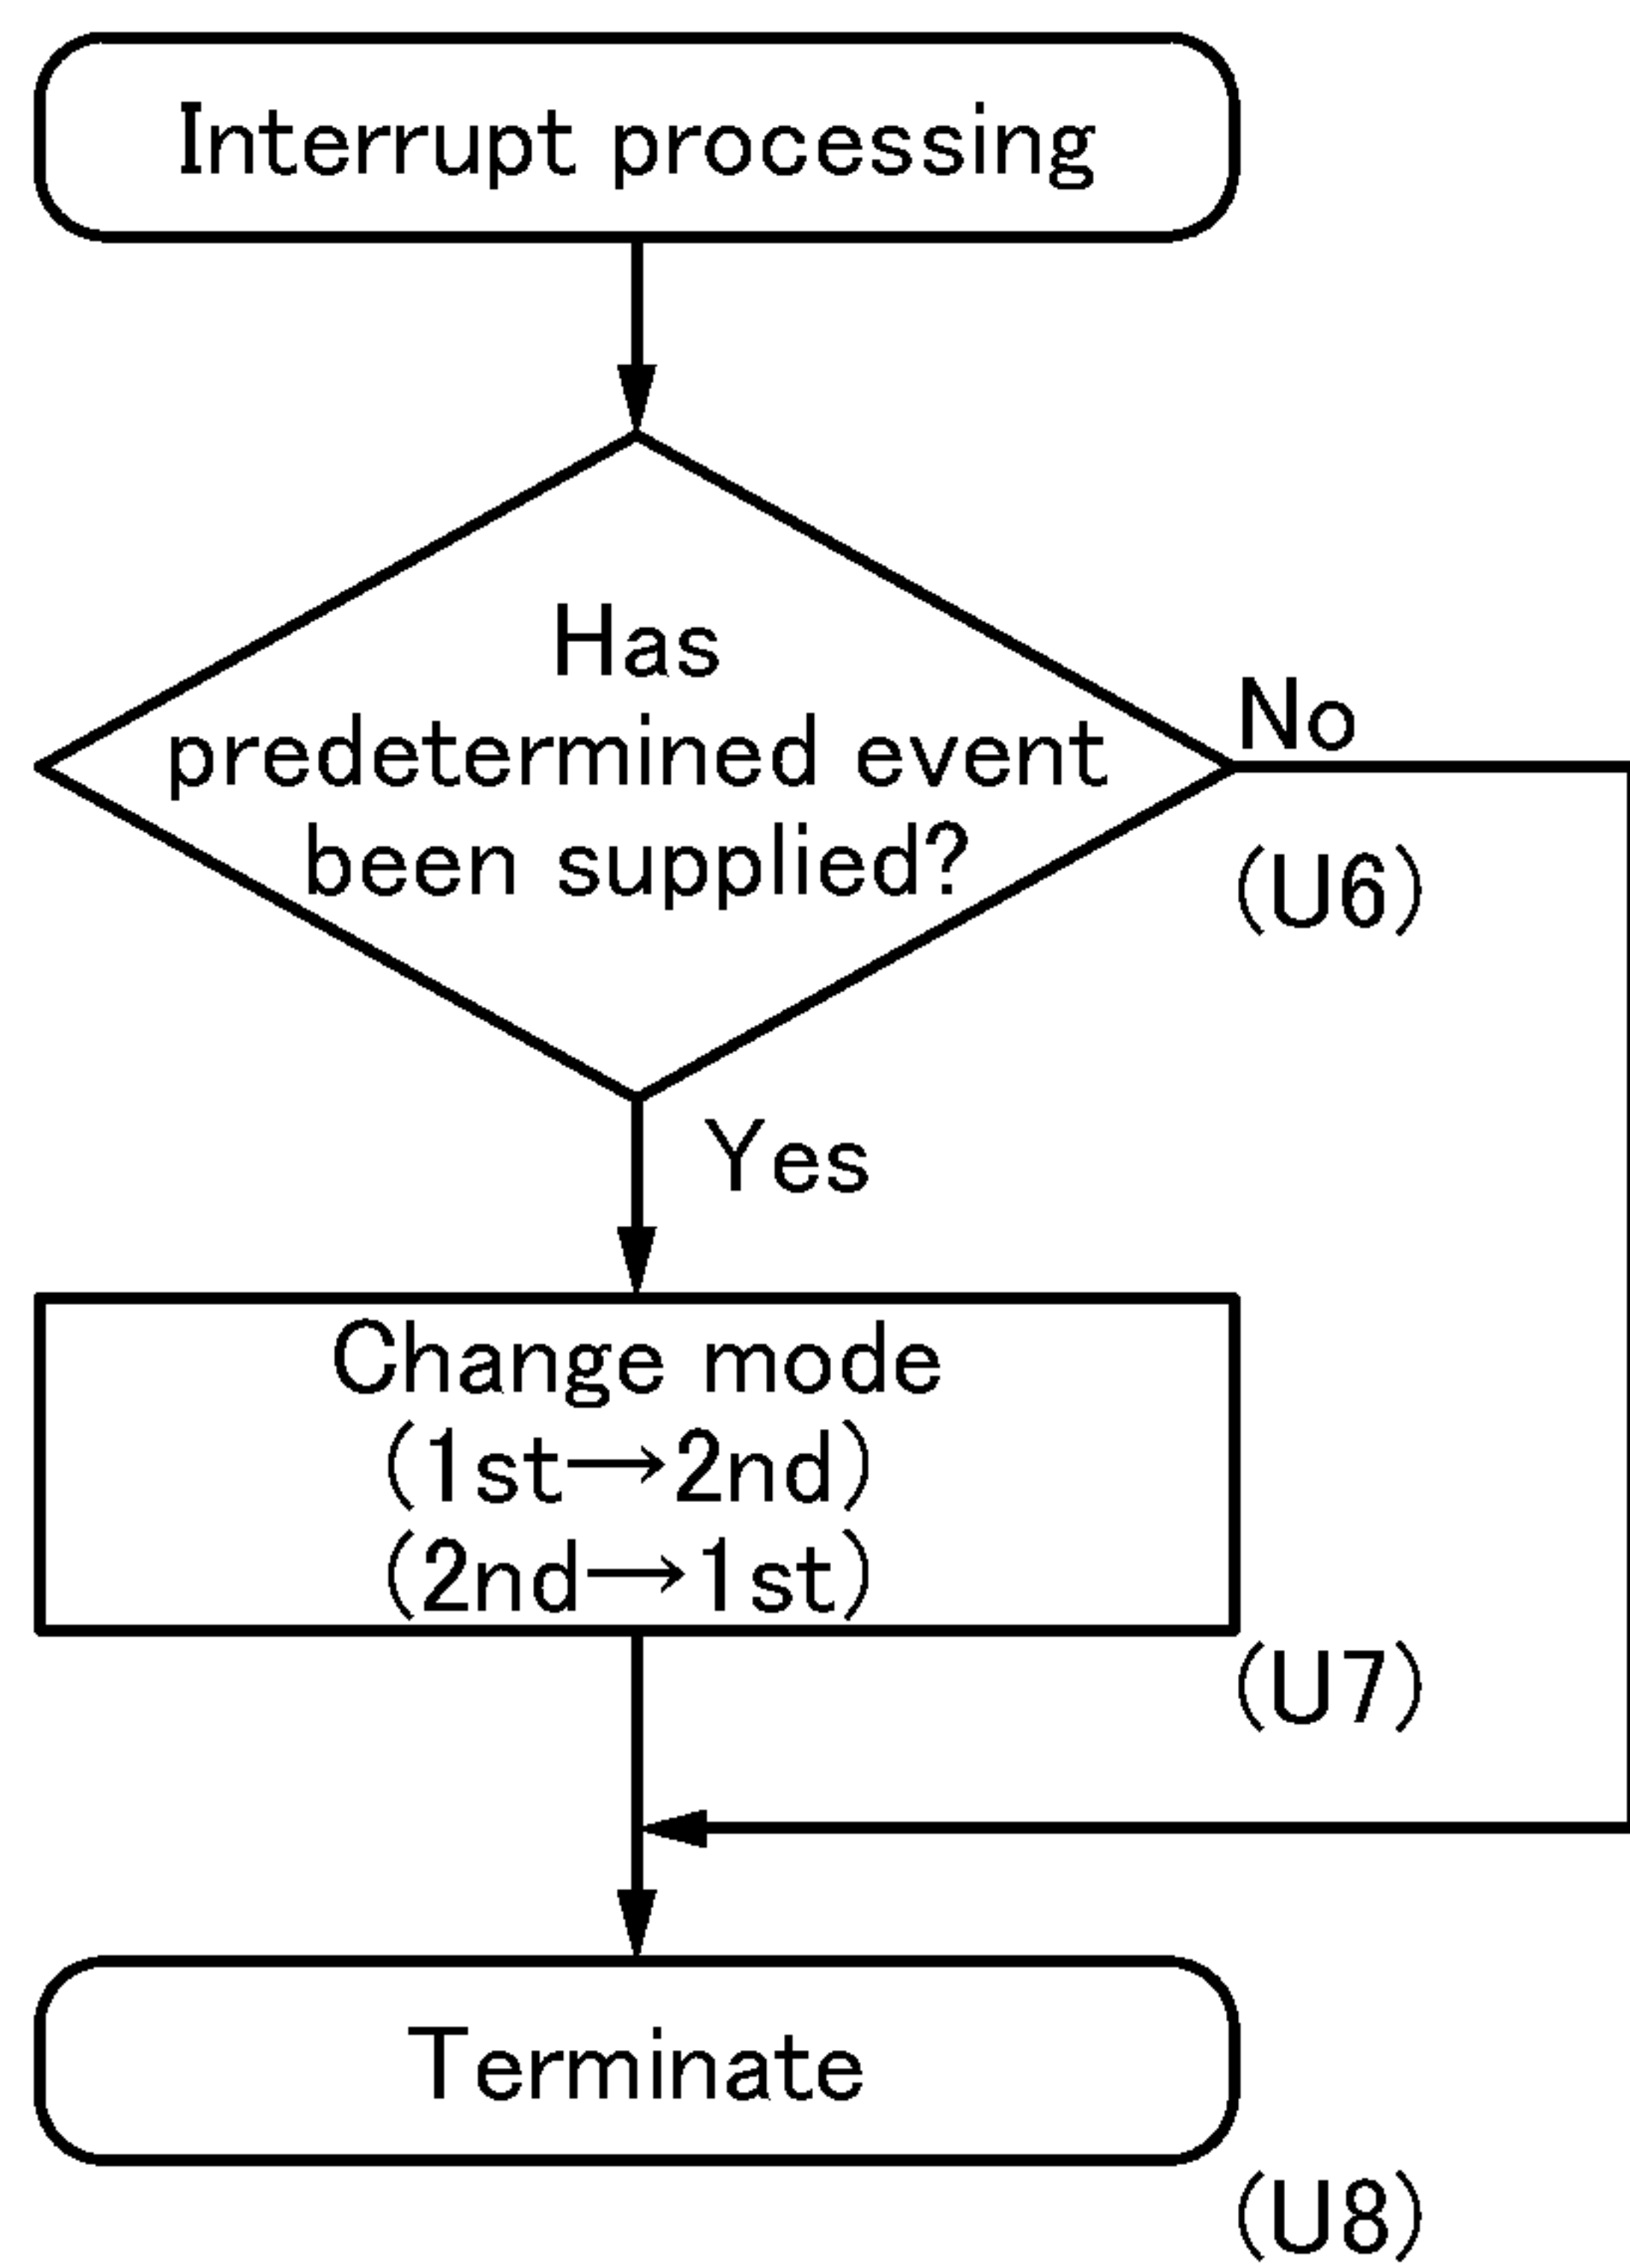 Interrupt processing
Has
predetermined event
been supplied?
No
(U6)
Yes
Change mode
(1st→2nd)
(2nd→1st)
(U7)
Terminate
(U8)